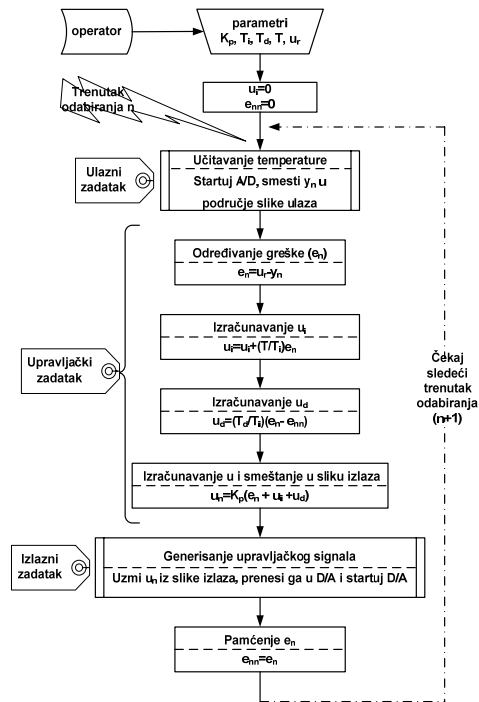 operator
parametri
Kp, Ti, Td, T, ur
ui=0
enn=0
Trenutak
odabiranja n
Ulazni
zadatak
Učitavanje temperature
Startuj A/D, smesti yn u
područje slike ulaza
Određivanje greške (en)
en=ur-yn
Izračunavanje ui
ui=ui+(T/Ti)en
Upravljački
zadatak
Izračunavanje ud
ud=(Td/Ti)(en- enn)
Izračunavanje u i smeštanje u sliku izlaza
un=Kp(en + ui +ud)
Čekaj
sledeći
trenutak
odabiranja
(n+1)
Izlazni
zadatak
Generisanje upravljačkog signala
Uzmi un iz slike izlaza, prenesi ga u D/A i startuj D/A
Pamćenje en
enn=en